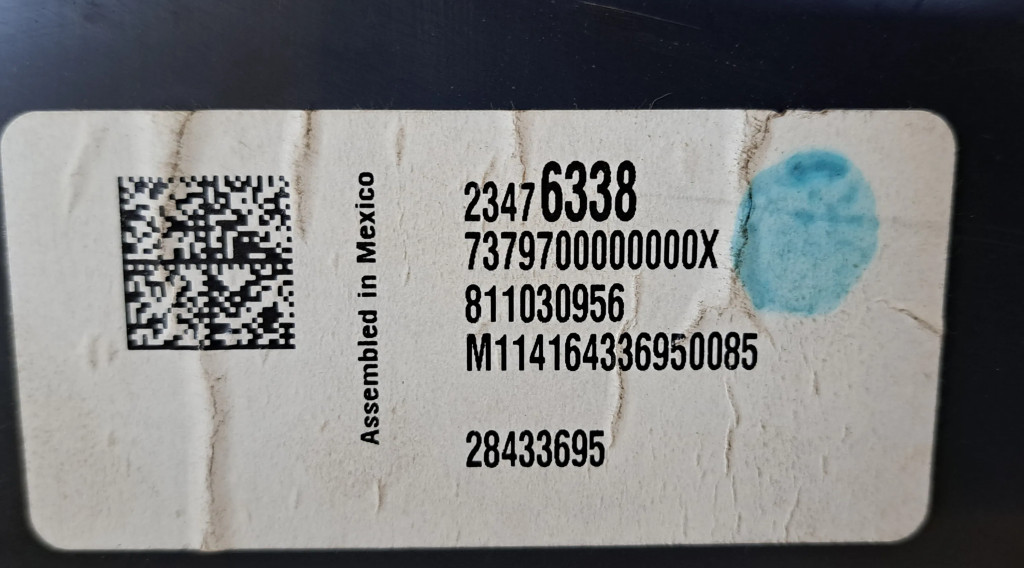 Assembled in Mexico
23476338
7379700000000X
811030956
M114164336950085
28433695